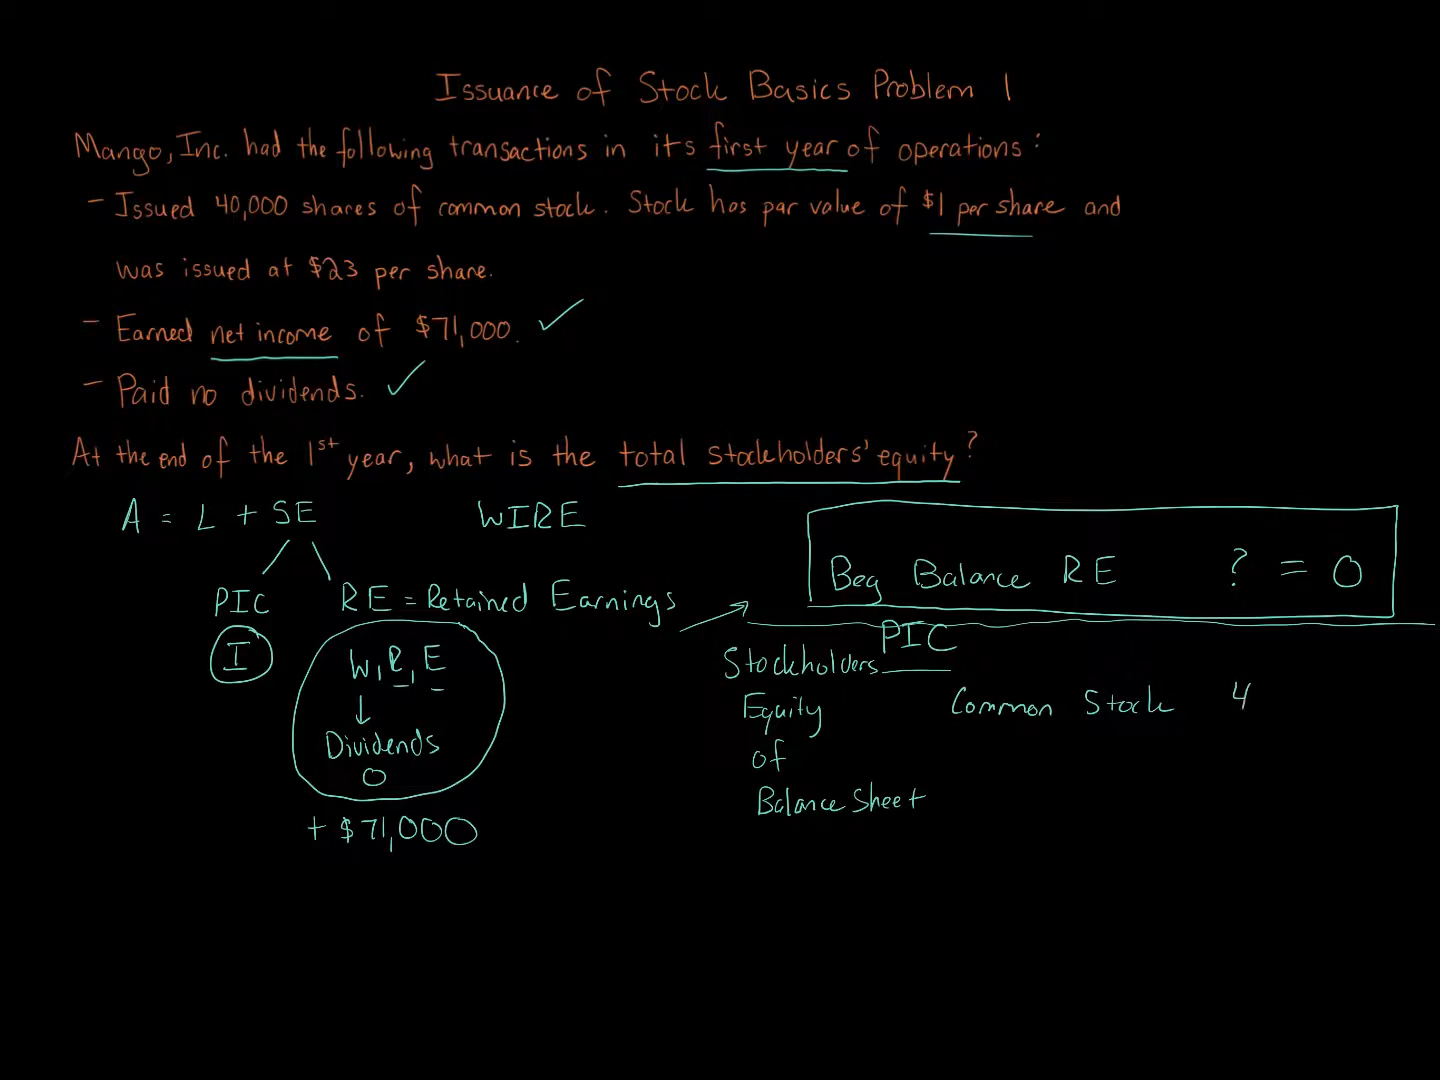 Issuance of Stock Basics Problem 1
Mango, Inc. had the following transactions in its first year of operations:
- Issued 40,000 shares of common stock. Stock has par value of $1 per share and
was issued at $23 per share.
- Earned net income of $71,000.
- Paid no dividends.
At the end of the 1st year, what is the total stockholders' equity?
A = L + SE
WIRE
Beg Balance RE ? = 0
PIC
RE = Retained Earnings
I
W, R, E
Dividends
0
+ $71,000
PIC
Stockholders
Equity
of
Balance Sheet
Common Stock 4